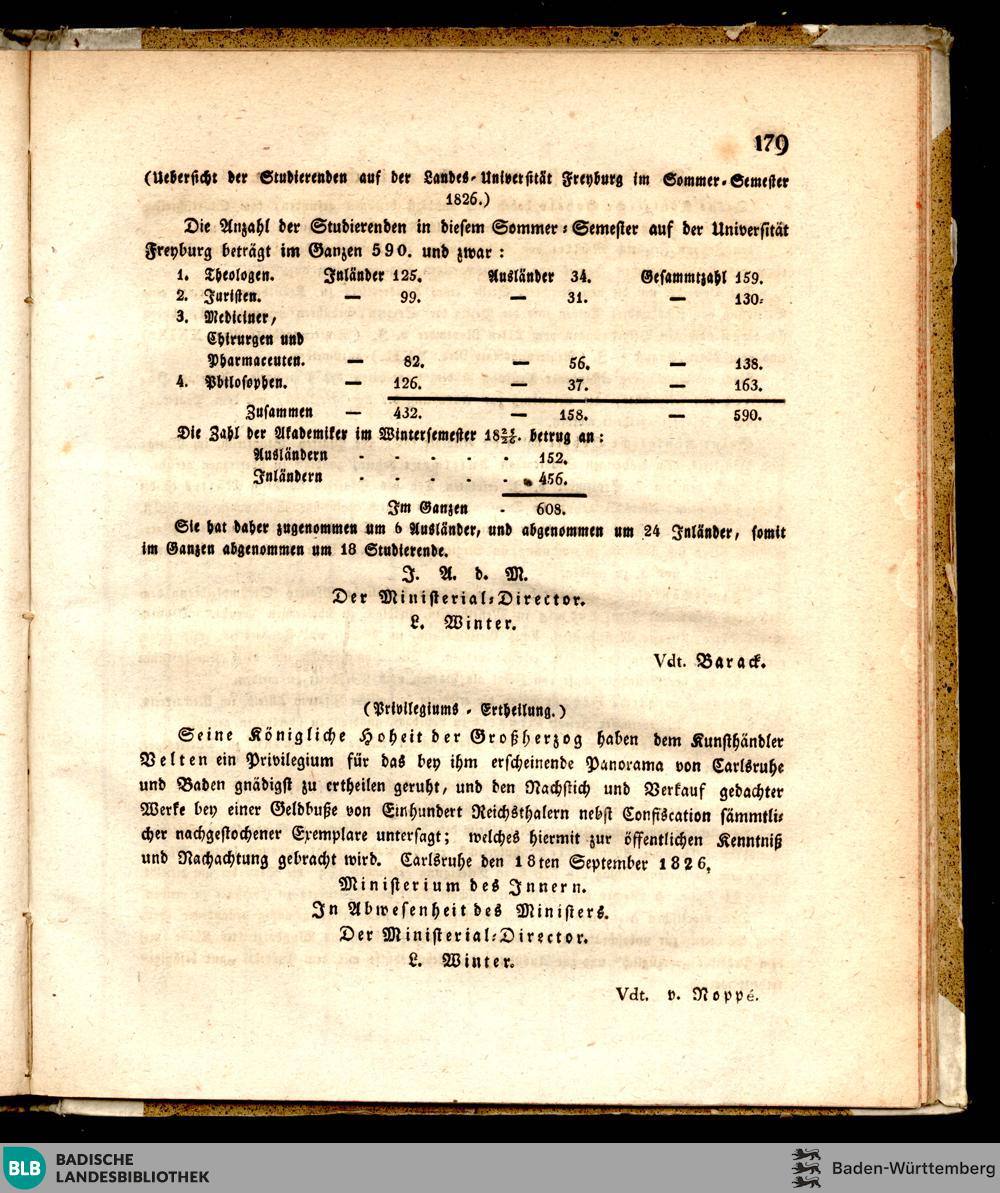 179
(Uebersicht der Studierenden auf der Landes-Universität Freyburg im Sommer-Semester
1826.)
Die Anzahl der Studierenden in diesem Sommer-Semester auf der Universität
Freyburg beträgt im Ganzen 590. und zwar:
1. Theologen. Inländer 125. Ausländer 34. Gesammtzahl 159.
2. Juristen. — 99. — 31. — 130.
3. Mediciner,
Chirurgen und
Pharmaceuten. — 82. — 56. — 138.
4. Philosophen. — 126. — 37. — 163.
Zusammen — 432. — 158. — 590.
Die Zahl der Akademiker im Wintersemester 1825/26. betrug an:
Ausländern - - - - - 152.
Inländern - - - - - 456.
Im Ganzen - 608.
Sie hat daher zugenommen um 6 Ausländer, und abgenommen um 24 Inländer, somit
im Ganzen abgenommen um 18 Studierende.
J. A. d. M.
Der Ministerial-Director.
L. Winter.
Vdt. Barack.
(Privilegiums-Ertheilung.)
Seine Königliche Hoheit der Großherzog haben dem Kunsthändler
Velten ein Privilegium für das bey ihm erscheinende Panorama von Carlsruhe
und Baden gnädigst zu ertheilen geruht, und den Nachstich und Verkauf gedachter
Werke bey einer Geldbuße von Einhundert Reichsthalern nebst Confiscation sämmtli-
cher nachgestochener Exemplare untersagt; welches hiermit zur öffentlichen Kenntniß
und Nachachtung gebracht wird. Carlsruhe den 18ten September 1826.
Ministerium des Innern.
In Abwesenheit des Ministers.
Der Ministerial-Director.
L. Winter.
Vdt. v. Noppé.
BLB BADISCHE
LANDESBIBLIOTHEK
Baden-Württemberg